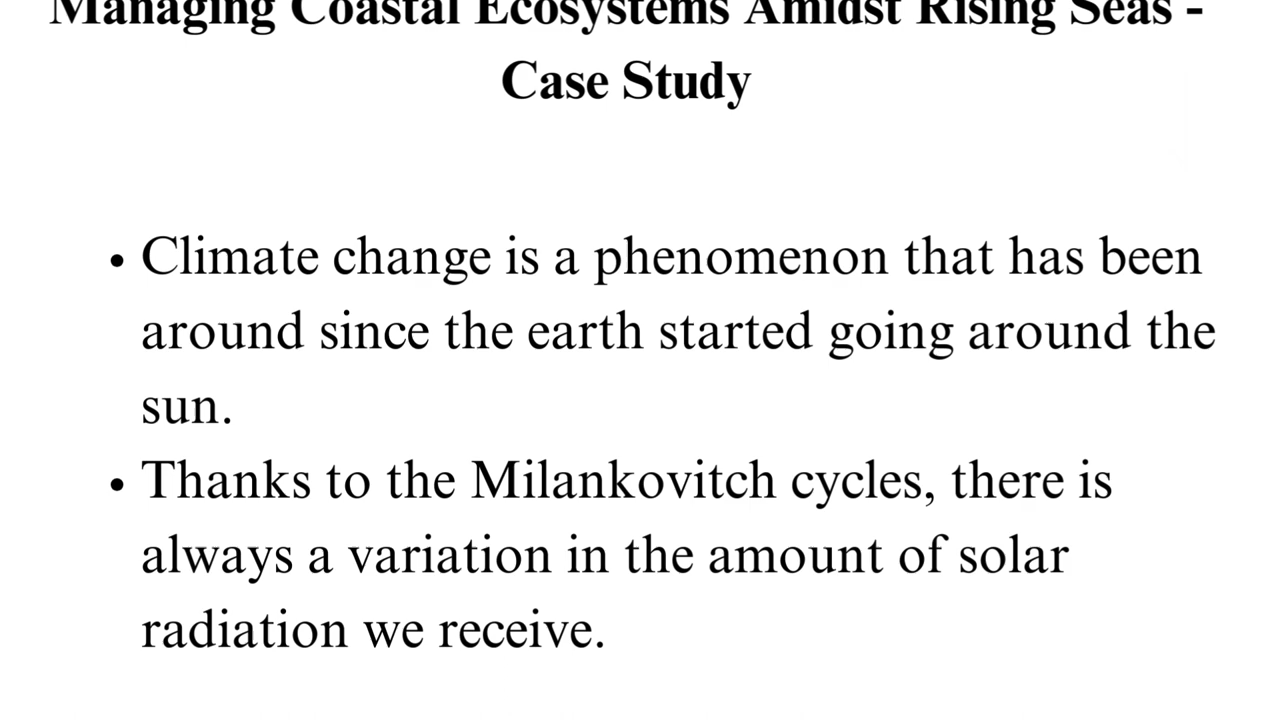 Managing Coastal Ecosystems Amidst Rising Seas -
Case Study
• Climate change is a phenomenon that has been
around since the earth started going around the
sun.
• Thanks to the Milankovitch cycles, there is
always a variation in the amount of solar
radiation we receive.